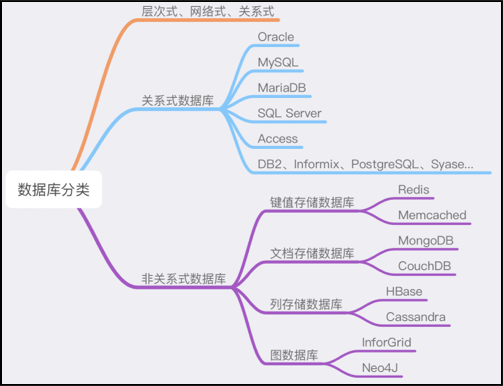 层次式、网络式、关系式
Oracle
MySQL
关系式数据库
MariaDB
SQL Server
Access
DB2、Informix、PostgreSQL、Syase...
数据库分类
键值存储数据库
Redis
Memcached
文档存储数据库
MongoDB
CouchDB
非关系式数据库
列存储数据库
HBase
Cassandra
图数据库
InforGrid
Neo4J